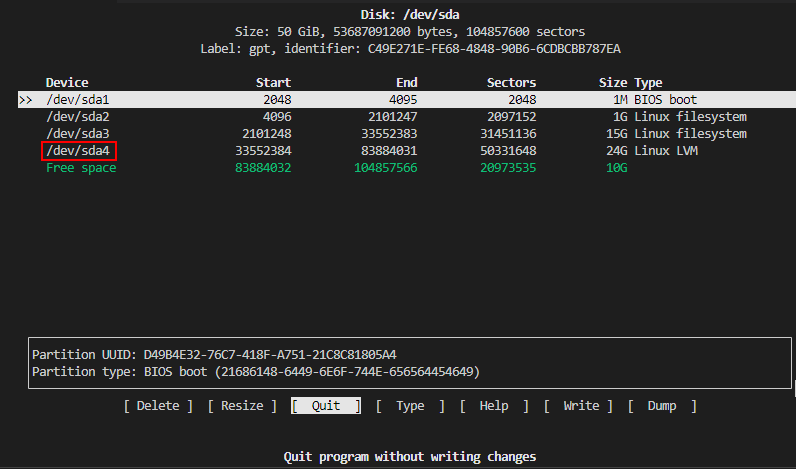 Disk: /dev/sda
Size: 50 GiB, 53687091200 bytes, 104857600 sectors
Label: gpt, identifier: C49E271E-FE68-4848-90B6-6CDBCBB787EA
Device Start End Sectors Size Type
>> /dev/sda1 2048 4095 2048 1M BIOS boot
/dev/sda2 4096 2101247 2097152 1G Linux filesystem
/dev/sda3 2101248 33552383 31451136 15G Linux filesystem
/dev/sda4 33552384 83884031 50331648 24G Linux LVM
Free space 83884032 104857566 20973535 10G
Partition UUID: D49B4E32-76C7-418F-A751-21C8C81805A4
Partition type: BIOS boot (21686148-6449-6E6F-744E-656564454649)
[ Delete ] [ Resize ] [ Quit ] [ Type ] [ Help ] [ Write ] [ Dump ]
Quit program without writing changes